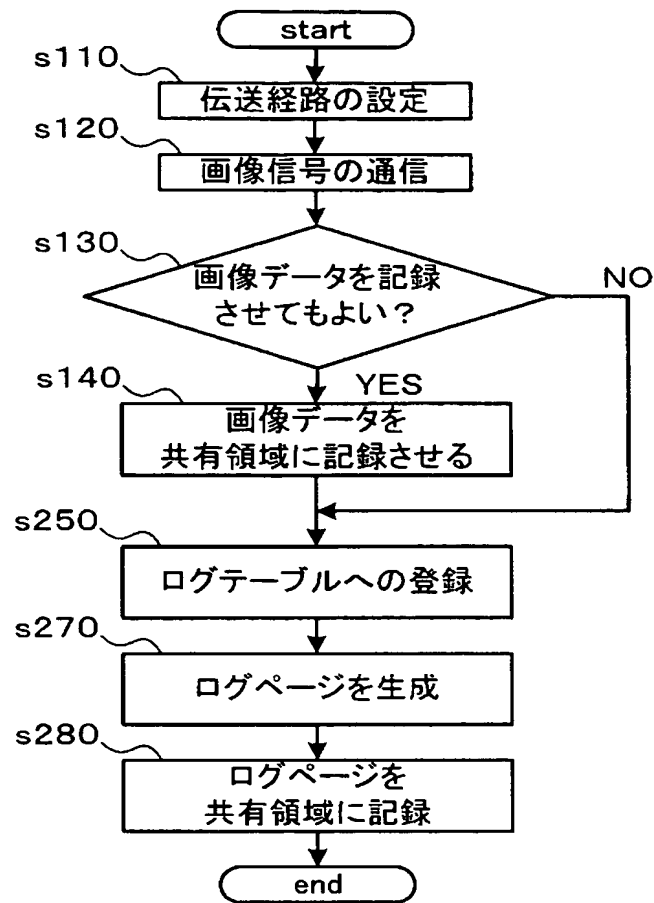 start
s110
伝送経路の設定
s120
画像信号の通信
s130
画像データを記録
させてもよい？
NO
YES
s140
画像データを
共有領域に記録させる
s250
ログテーブルへの登録
s270
ログページを生成
s280
ログページを
共有領域に記録
end